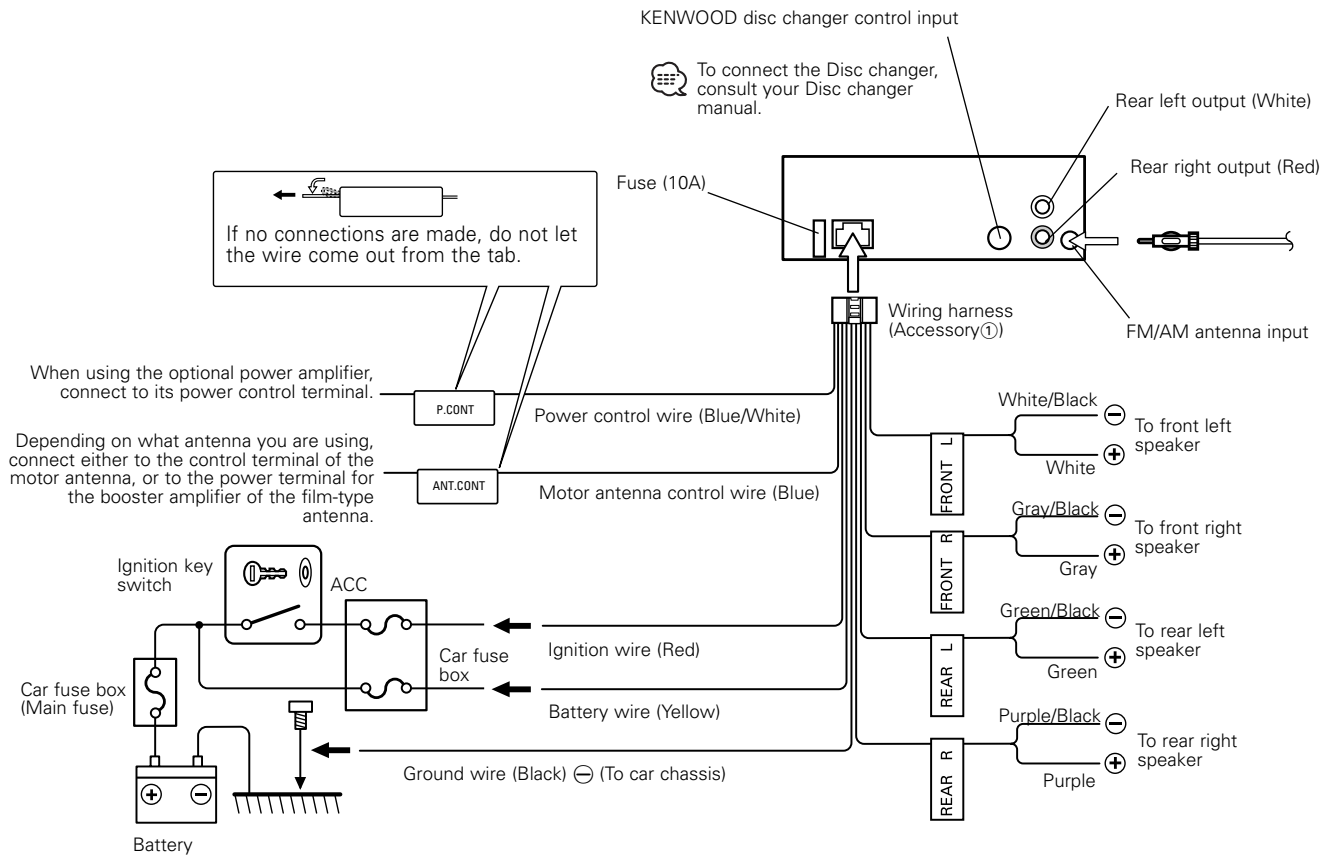 KENWOOD disc changer control input
To connect the Disc changer,
consult your Disc changer
manual.
Rear left output (White)
Rear right output (Red)
Fuse (10A)
If no connections are made, do not let
the wire come out from the tab.
Wiring harness
(Accessory①)
FM/AM antenna input
When using the optional power amplifier,
connect to its power control terminal.
P.CONT
Power control wire (Blue/White)
Depending on what antenna you are using,
connect either to the control terminal of the
motor antenna, or to the power terminal for
the booster amplifier of the film-type
antenna.
ANT.CONT
Motor antenna control wire (Blue)
White/Black
⊖
To front left
speaker
White
⊕
FRONT L
Gray/Black
⊖
To front right
speaker
Gray
⊕
FRONT R
Green/Black
⊖
To rear left
speaker
Green
⊕
REAR L
Purple/Black
⊖
To rear right
speaker
Purple
⊕
REAR R
Ignition key
switch
ACC
Ignition wire (Red)
Car fuse
box
Car fuse box
(Main fuse)
Battery wire (Yellow)
Ground wire (Black) ⊖ (To car chassis)
⊕ ⊖
Battery